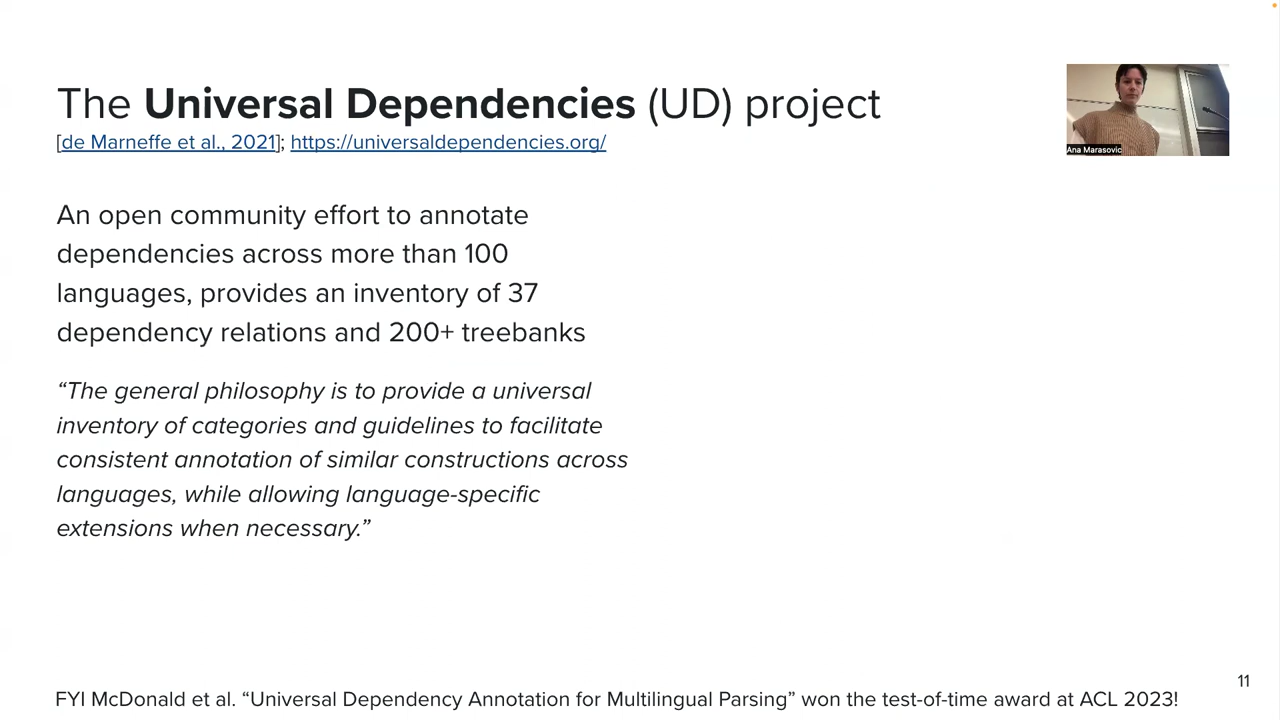 The Universal Dependencies (UD) project
[de Marneffe et al., 2021]; https://universaldependencies.org/
Ana Marasovic
An open community effort to annotate
dependencies across more than 100
languages, provides an inventory of 37
dependency relations and 200+ treebanks
“The general philosophy is to provide a universal
inventory of categories and guidelines to facilitate
consistent annotation of similar constructions across
languages, while allowing language-specific
extensions when necessary.”
11
FYI McDonald et al. “Universal Dependency Annotation for Multilingual Parsing” won the test-of-time award at ACL 2023!